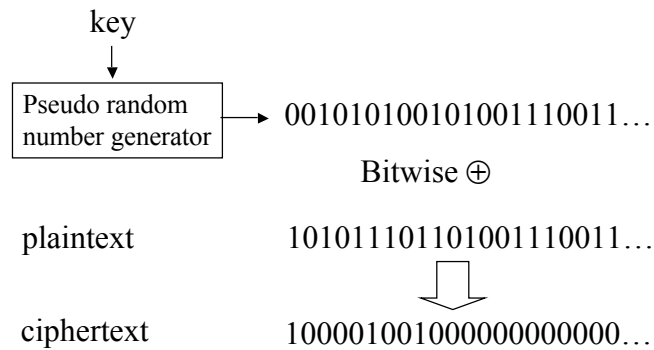 key
Pseudo random
number generator
001010100101001110011…
Bitwise ⊕
plaintext 101011101101001110011…
ciphertext 100001001000000000000…